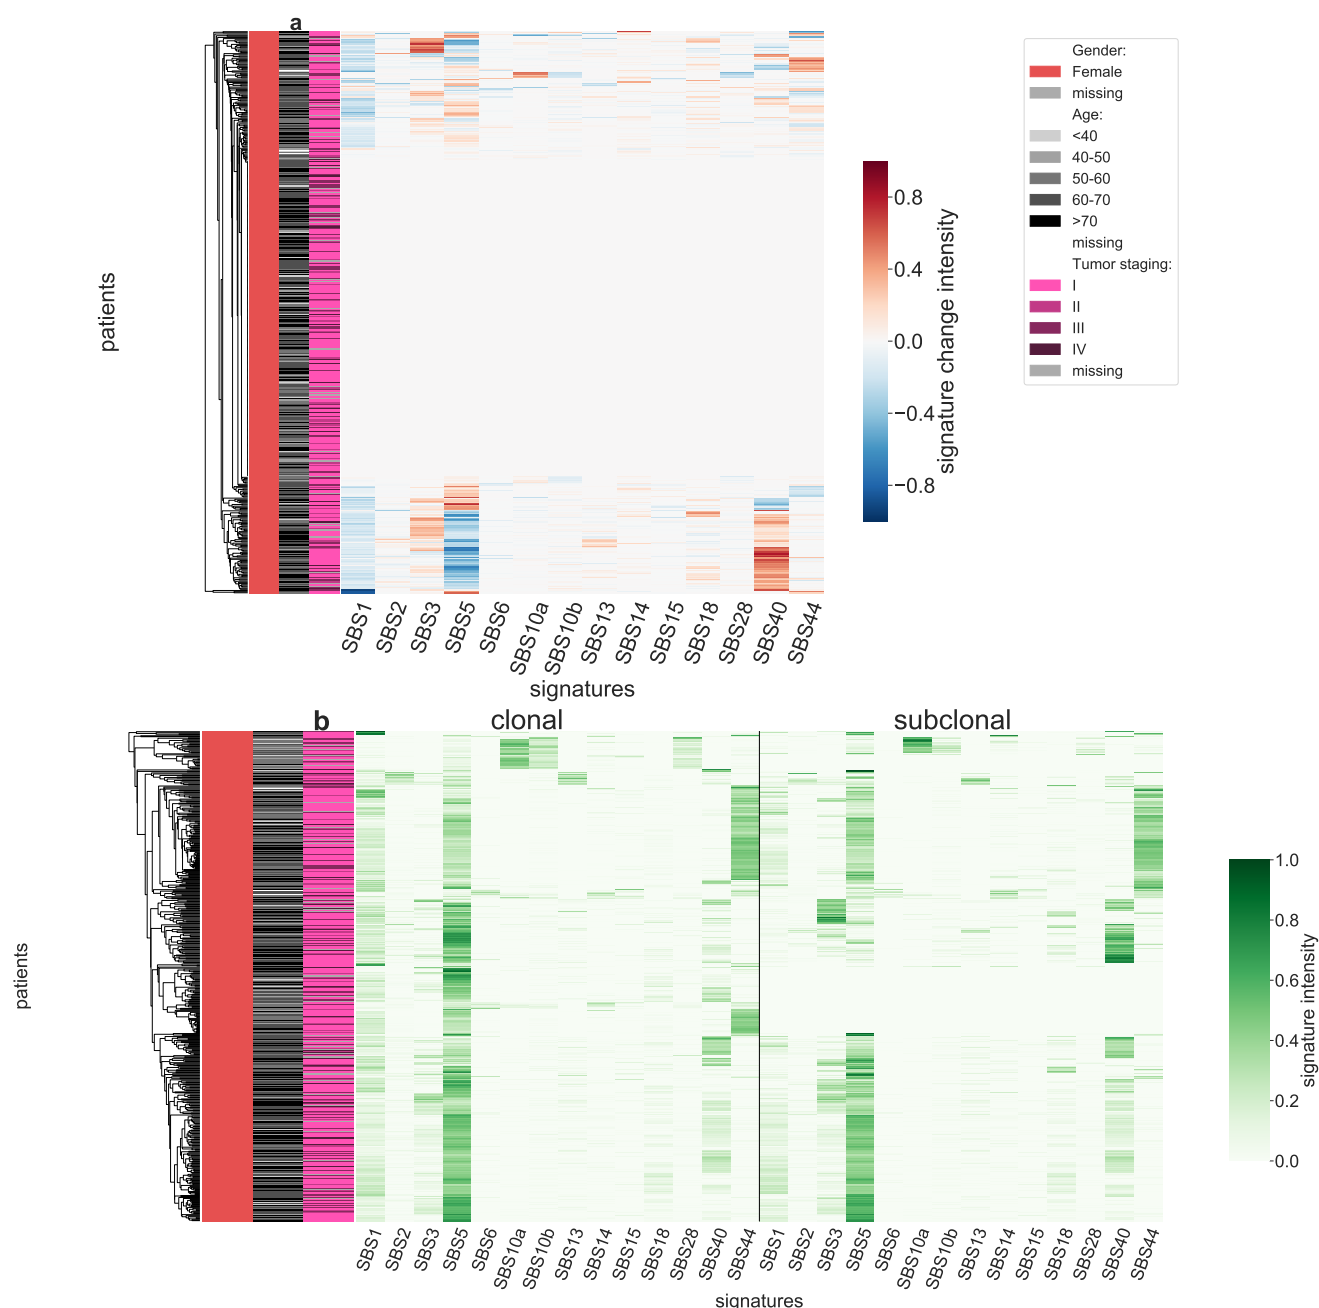 a
patients
SBS1
SBS2
SBS3
SBS5
SBS6
SBS10a
SBS10b
SBS13
SBS14
SBS15
SBS18
SBS28
SBS40
SBS44
signatures
0.8
0.4
0.0
−0.4
−0.8
signature change intensity
Gender:
Female
missing
Age:
<40
40-50
50-60
60-70
>70
missing
Tumor staging:
I
II
III
IV
missing
b
clonal
subclonal
patients
SBS1
SBS2
SBS3
SBS5
SBS6
SBS10a
SBS10b
SBS13
SBS14
SBS15
SBS18
SBS28
SBS40
SBS44
SBS1
SBS2
SBS3
SBS5
SBS6
SBS10a
SBS10b
SBS13
SBS14
SBS15
SBS18
SBS28
SBS40
SBS44
signatures
1.0
0.8
0.6
0.4
0.2
0.0
signature intensity